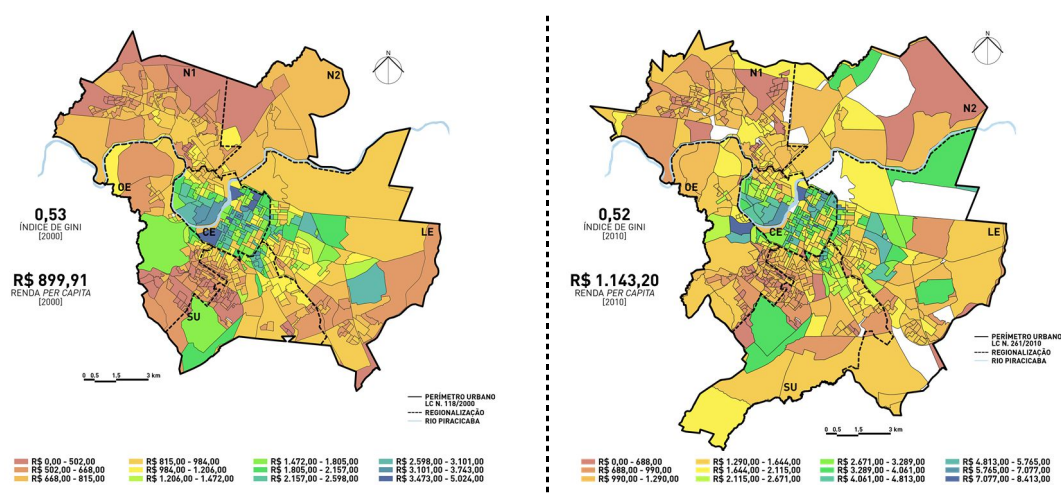 N
N1
N2
OE
CE
LE
SU
0,53
ÍNDICE DE GINI
[2000]
R$ 899,91
RENDA PER CAPITA
[2000]
0 0,5 1,5 3 km
PERÍMETRO URBANO
LC N. 118/2000
REGIONALIZAÇÃO
RIO PIRACICABA
R$ 0,00 - 502,00
R$ 502,00 - 668,00
R$ 668,00 - 815,00
R$ 815,00 - 984,00
R$ 984,00 - 1.206,00
R$ 1.206,00 - 1.472,00
R$ 1.472,00 - 1.805,00
R$ 1.805,00 - 2.157,00
R$ 2.157,00 - 2.598,00
R$ 2.598,00 - 3.101,00
R$ 3.101,00 - 3.743,00
R$ 3.473,00 - 5.024,00
N
N1
N2
OE
CE
LE
SU
0,52
ÍNDICE DE GINI
[2010]
R$ 1.143,20
RENDA PER CAPITA
[2010]
PERÍMETRO URBANO
LC N. 261/2010
REGIONALIZAÇÃO
RIO PIRACICABA
0 0,5 1,5 3 km
R$ 0,00 - 688,00
R$ 688,00 - 990,00
R$ 990,00 - 1.290,00
R$ 1.290,00 - 1.644,00
R$ 1.644,00 - 2.115,00
R$ 2.115,00 - 2.671,00
R$ 2.671,00 - 3.289,00
R$ 3.289,00 - 4.061,00
R$ 4.061,00 - 4.813,00
R$ 4.813,00 - 5.765,00
R$ 5.765,00 - 7.077,00
R$ 7.077,00 - 8.413,00